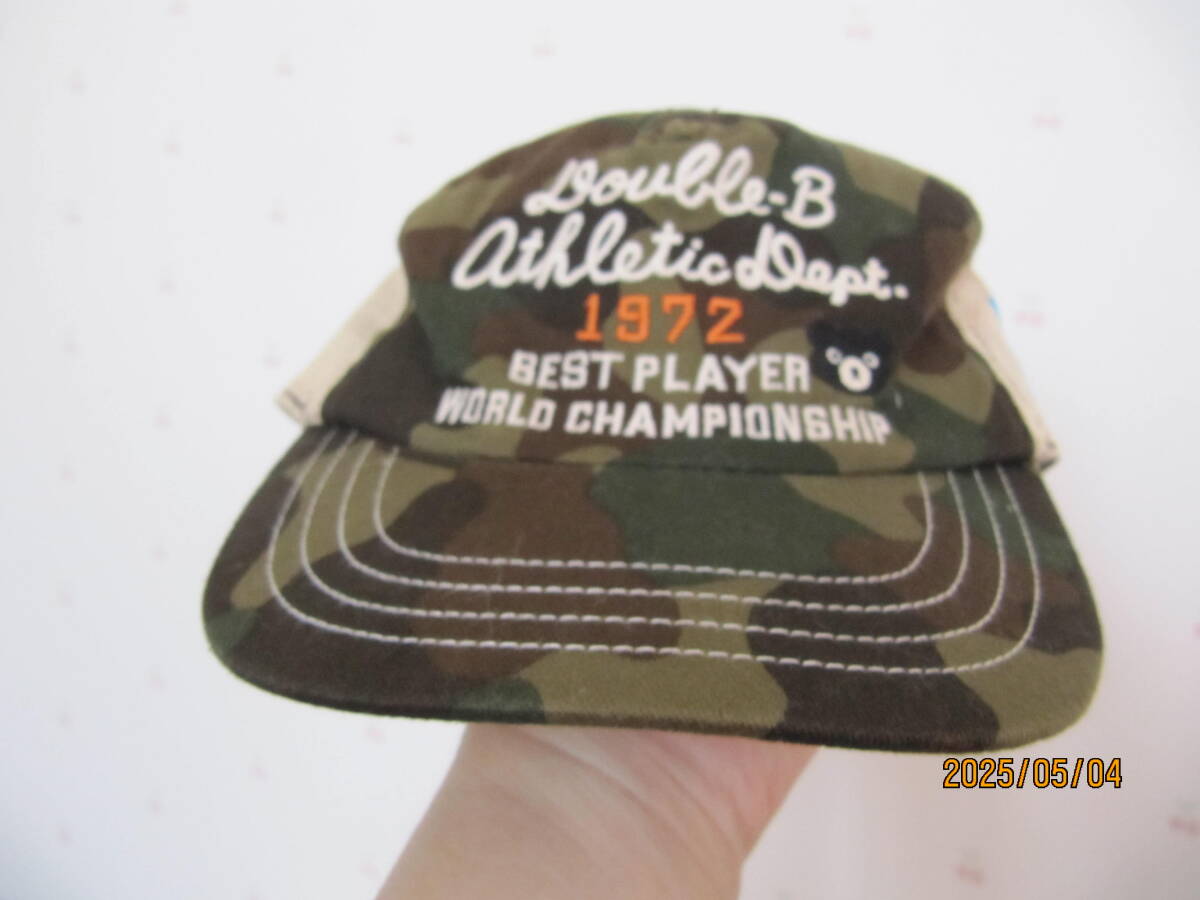 Double-B
Athletic Dept.
1972
BEST PLAYER
WORLD CHAMPIONSHIP
2025/05/04